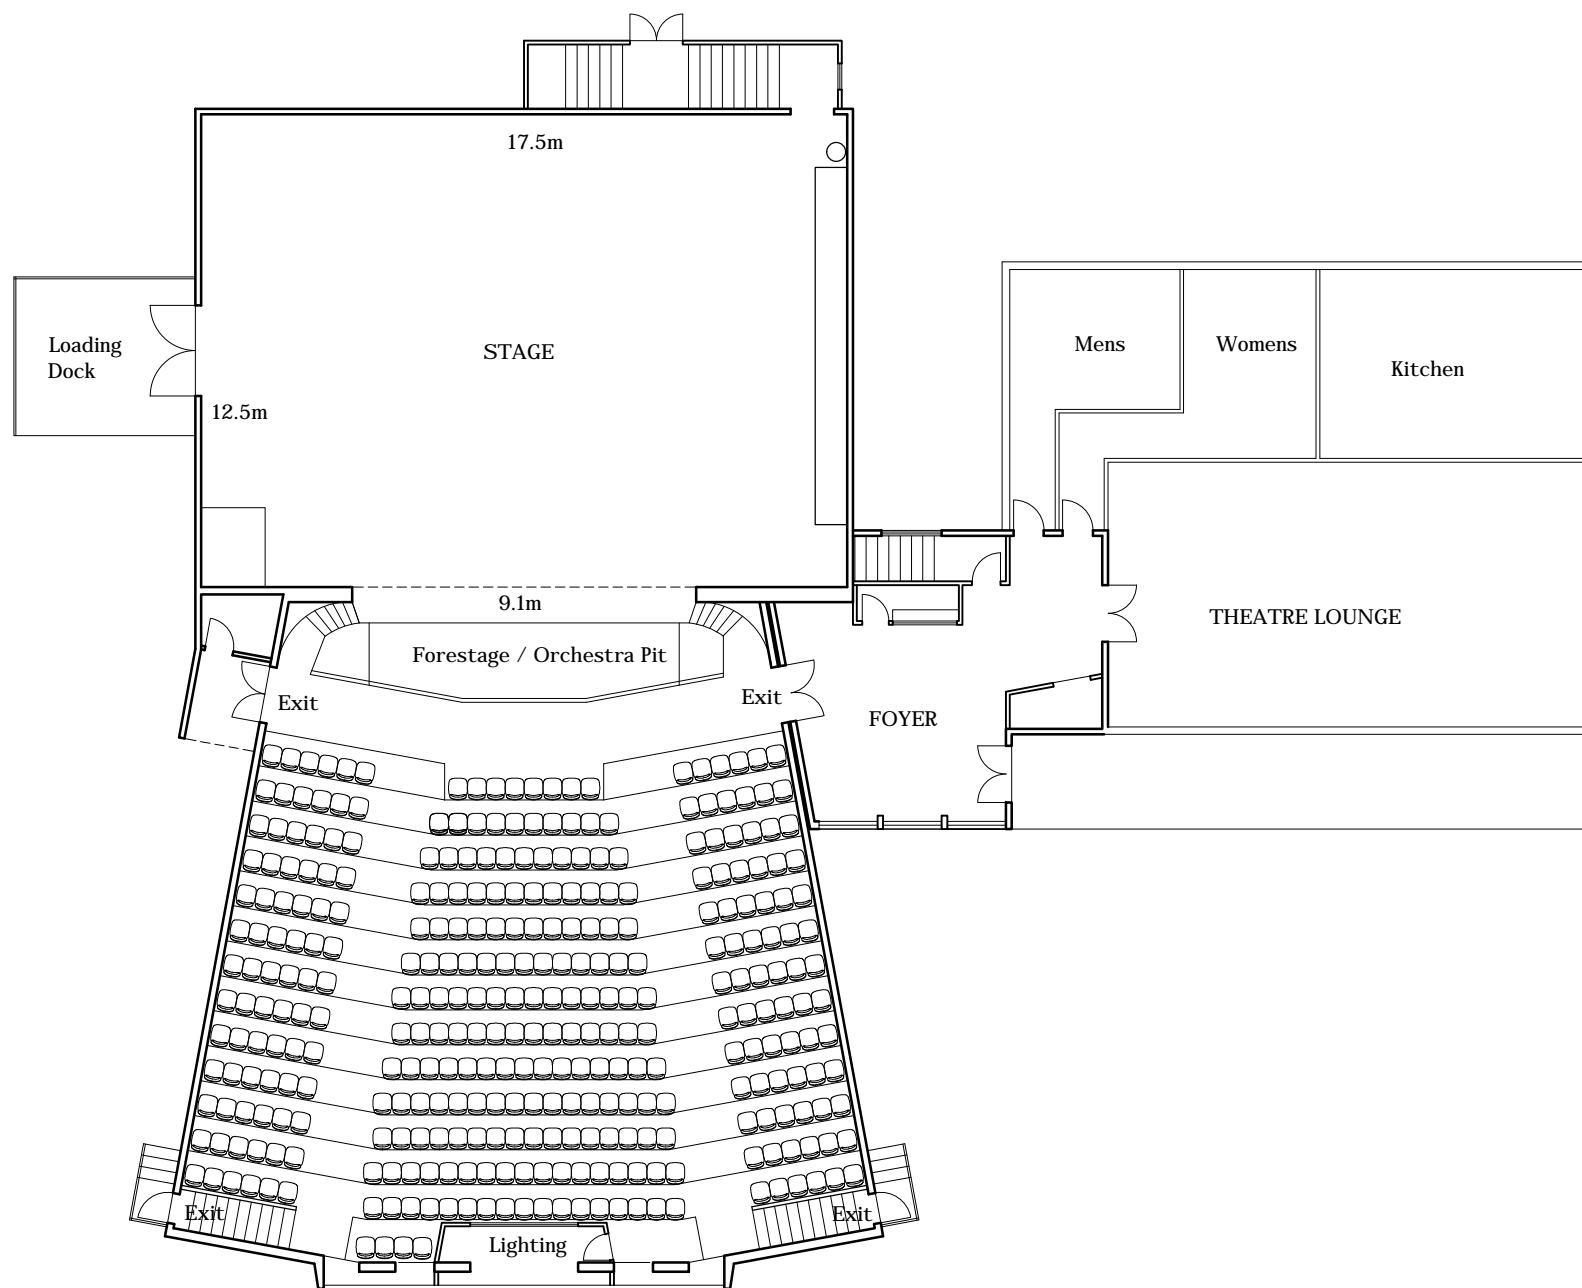 17.5m
Loading
Dock
STAGE
Mens
Womens
Kitchen
12.5m
9.1m
THEATRE LOUNGE
Forestage / Orchestra Pit
Exit
Exit
FOYER
Exit
Exit
Lighting